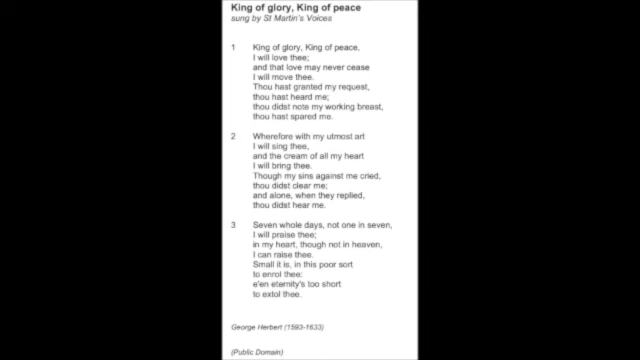 King of glory, King of peace
sung by St Martin's Voices
1 King of glory, King of peace,
I will love thee;
and that love may never cease
I will move thee.
Thou hast granted my request,
thou hast heard me;
thou didst note my working breast,
thou hast spared me.
2 Wherefore with my utmost art
I will sing thee,
and the cream of all my heart
I will bring thee.
Though my sins against me cried,
thou didst clear me;
and alone, when they replied,
thou didst hear me.
3 Seven whole days, not one in seven,
I will praise thee;
in my heart, though not in heaven,
I can raise thee.
Small it is, in this poor sort
to enrol thee:
e'en eternity's too short
to extol thee.
George Herbert (1593-1633)
(Public Domain)